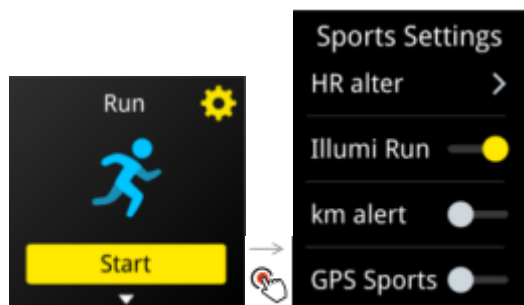 Run
Start
Sports Settings
HR alter
Illumi Run
km alert
GPS Sports